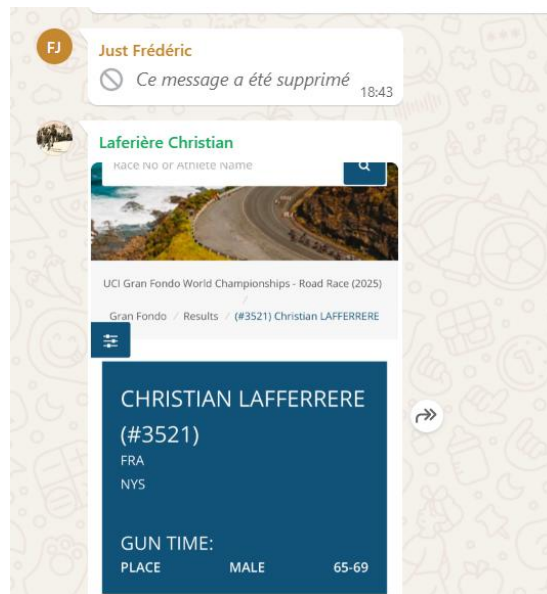 FJ
Just Frédéric
Ce message a été supprimé
18:43
Laferière Christian
Race No or Athlete Name
UCI Gran Fondo World Championships - Road Race (2025)
/
Gran Fondo / Results / (#3521) Christian LAFFERRERE
CHRISTIAN LAFFERRERE
(#3521)
FRA
NYS
GUN TIME:
PLACE MALE 65-69